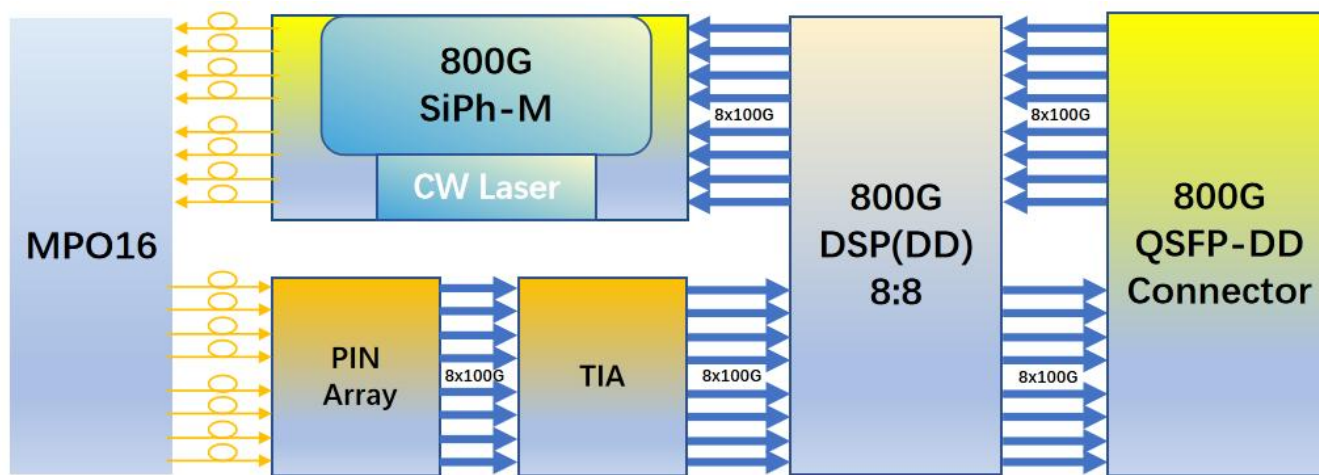 MPO16
800G
SiPh-M
CW Laser
8x100G
800G
DSP(DD)
8:8
8x100G
800G
QSFP-DD
Connector
PIN
Array
8x100G
TIA
8x100G
8x100G